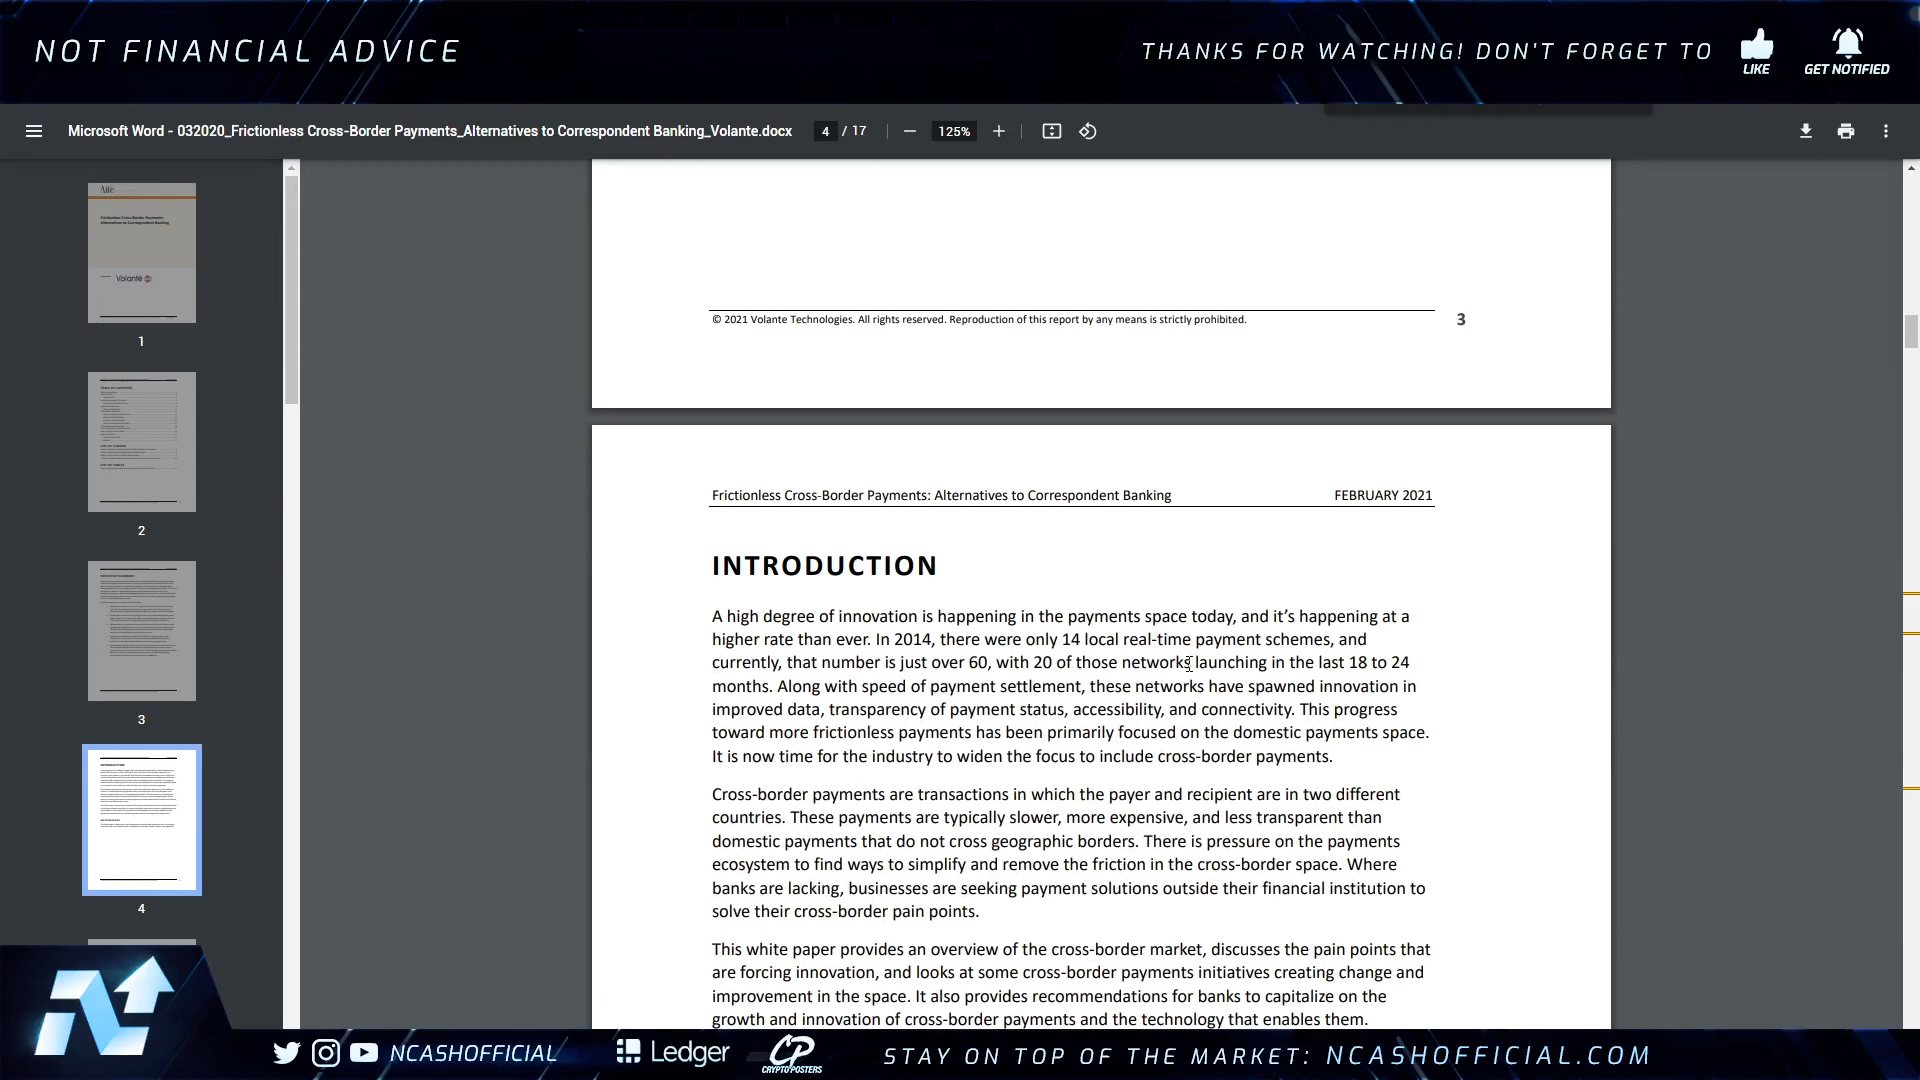 NOT FINANCIAL ADVICE
THANKS FOR WATCHING! DON'T FORGET TO
LIKE
GET NOTIFIED
Microsoft Word - 032020_Frictionless Cross-Border Payments_Alternatives to Correspondent Banking_Volante.docx
4 / 17
125%
Aite
Frictionless Cross-Border Payments:
Alternatives to Correspondent Banking
Volante
1
2
3
4
© 2021 Volante Technologies. All rights reserved. Reproduction of this report by any means is strictly prohibited.
3
Frictionless Cross-Border Payments: Alternatives to Correspondent Banking FEBRUARY 2021
INTRODUCTION
A high degree of innovation is happening in the payments space today, and it’s happening at a
higher rate than ever. In 2014, there were only 14 local real-time payment schemes, and
currently, that number is just over 60, with 20 of those networks launching in the last 18 to 24
months. Along with speed of payment settlement, these networks have spawned innovation in
improved data, transparency of payment status, accessibility, and connectivity. This progress
toward more frictionless payments has been primarily focused on the domestic payments space.
It is now time for the industry to widen the focus to include cross-border payments.
Cross-border payments are transactions in which the payer and recipient are in two different
countries. These payments are typically slower, more expensive, and less transparent than
domestic payments that do not cross geographic borders. There is pressure on the payments
ecosystem to find ways to simplify and remove the friction in the cross-border space. Where
banks are lacking, businesses are seeking payment solutions outside their financial institution to
solve their cross-border pain points.
This white paper provides an overview of the cross-border market, discusses the pain points that
are forcing innovation, and looks at some cross-border payments initiatives creating change and
improvement in the space. It also provides recommendations for banks to capitalize on the
growth and innovation of cross-border payments and the technology that enables them.
NCASHOFFICIAL
Ledger
CP
CRYPTOPOSTERS
STAY ON TOP OF THE MARKET: NCASHOFFICIAL.COM